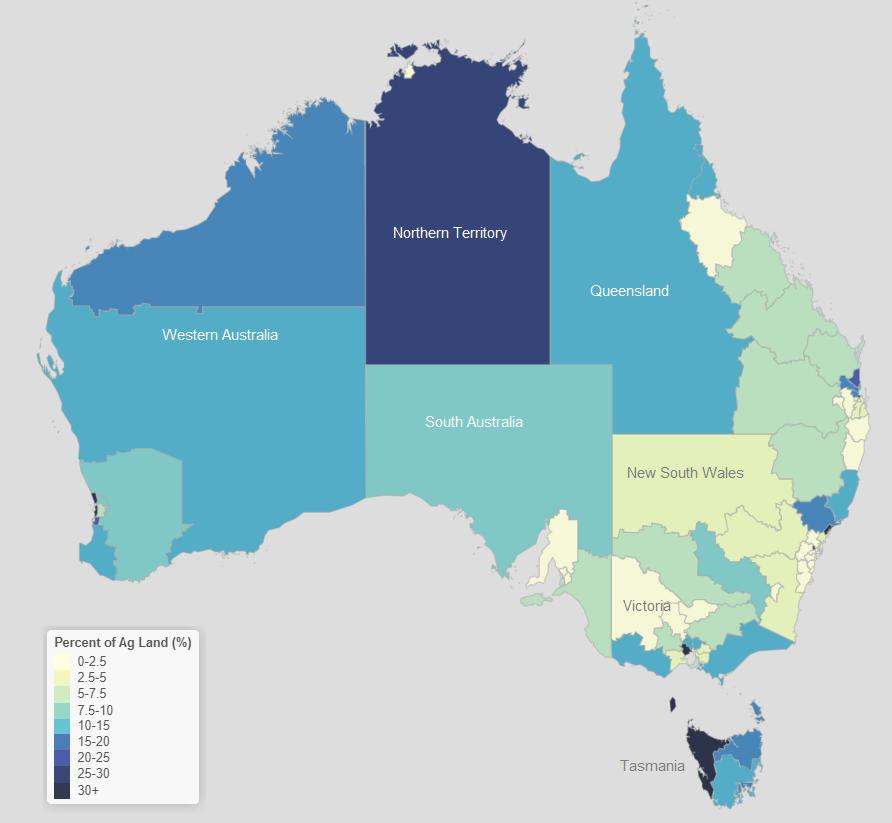 Northern Territory
Queensland
Western Australia
South Australia
New South Wales
Victoria
Tasmania
Percent of Ag Land (%)
0-2.5
2.5-5
5-7.5
7.5-10
10-15
15-20
20-25
25-30
30+